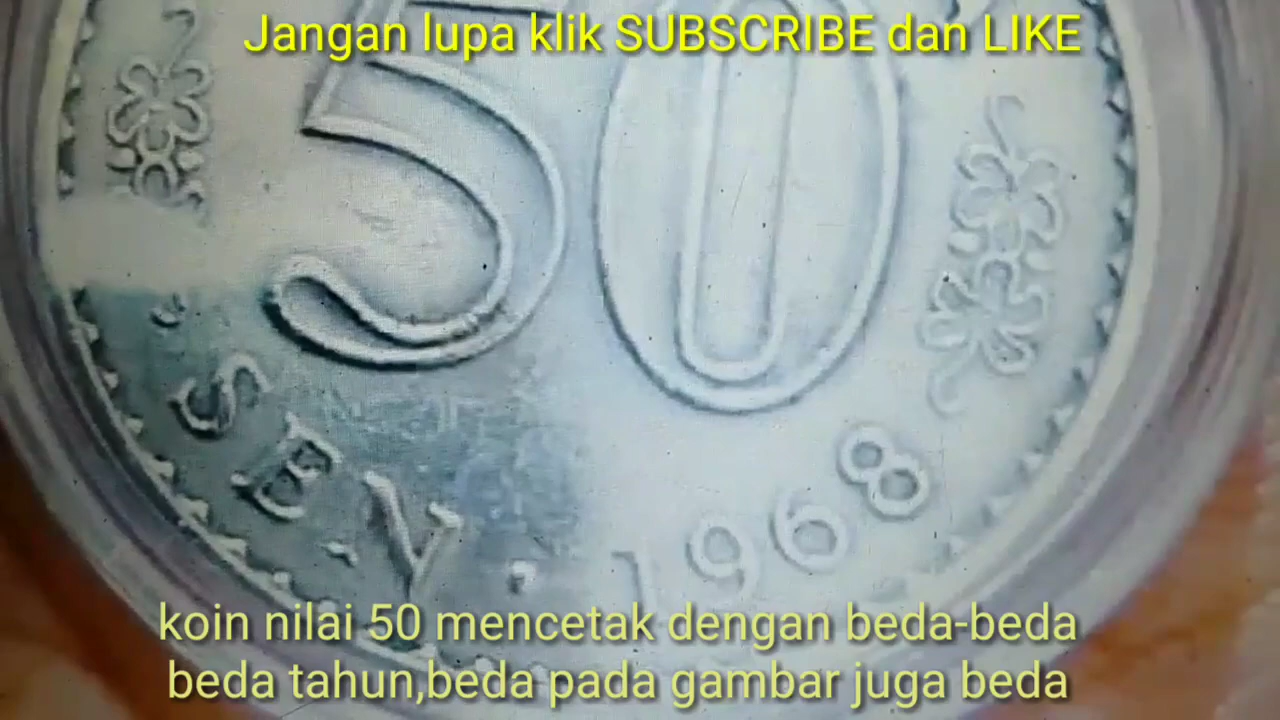 Jangan lupa klik SUBSCRIBE dan LIKE
50
SEN 1968
koin nilai 50 mencetak dengan beda-beda
beda tahun,beda pada gambar juga beda